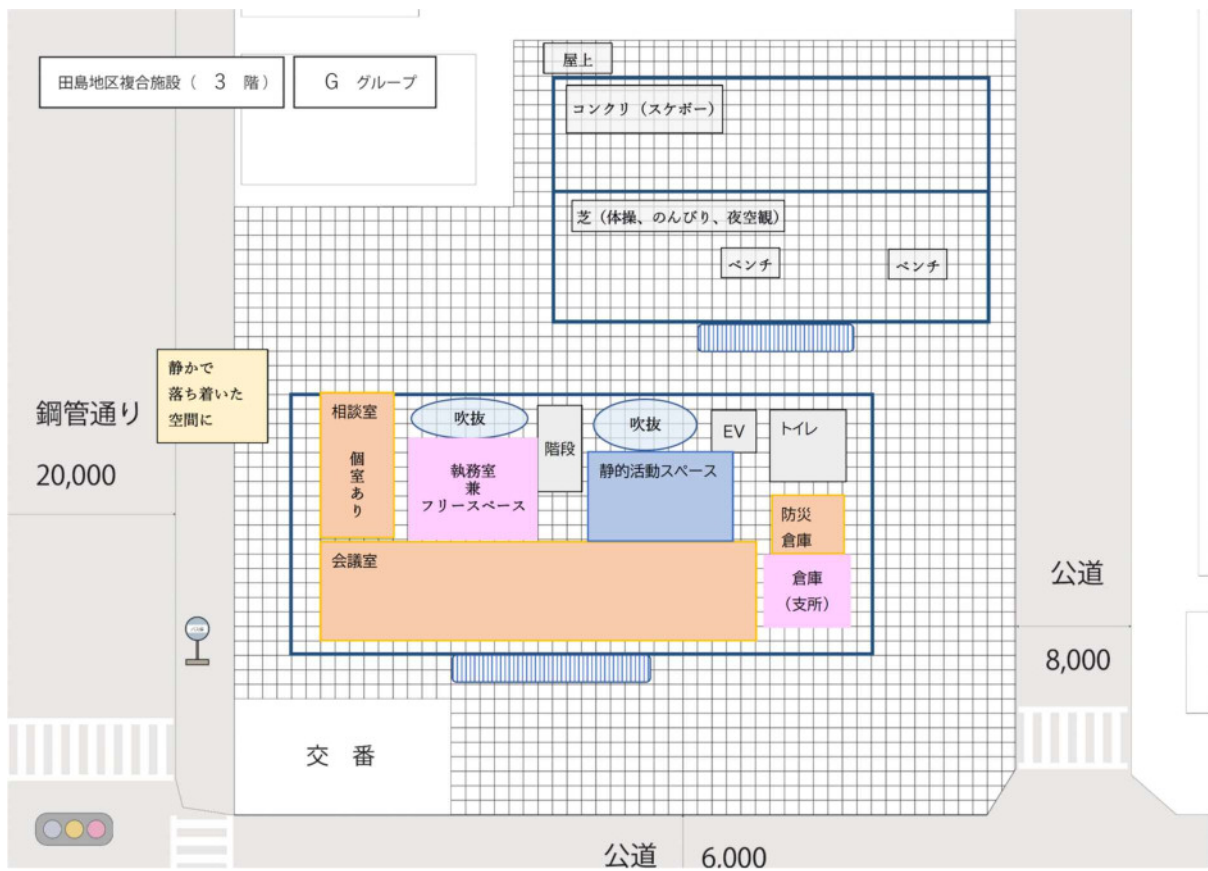 田島地区複合施設（ 3 階）
G グループ
屋上
コンクリ（スケボー）
芝（体操、のんびり、夜空観）
ベンチ
ベンチ
静かで
落ち着いた
空間に
鋼管通り
20,000
相談室
個室あり
吹抜
階段
吹抜
EV
トイレ
執務室
兼
フリースペース
静的活動スペース
防災
倉庫
会議室
倉庫
（支所）
公道
8,000
バス停
交 番
公道
6,000